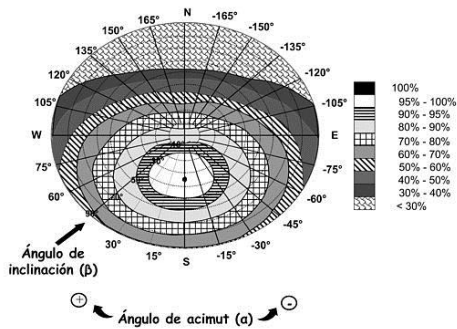 N
165° -165°
150° -150°
135° -135°
120° -120°
105° -105°
W E
75° -75°
60° -60°
45° -45°
30° -30°
15° -15°
S
100%
95% - 100%
90% - 95%
80% - 90%
70% - 80%
60% - 70%
50% - 60%
40% - 50%
30% - 40%
< 30%
Ángulo de
inclinación (β)
+ Ángulo de acimut (α) -